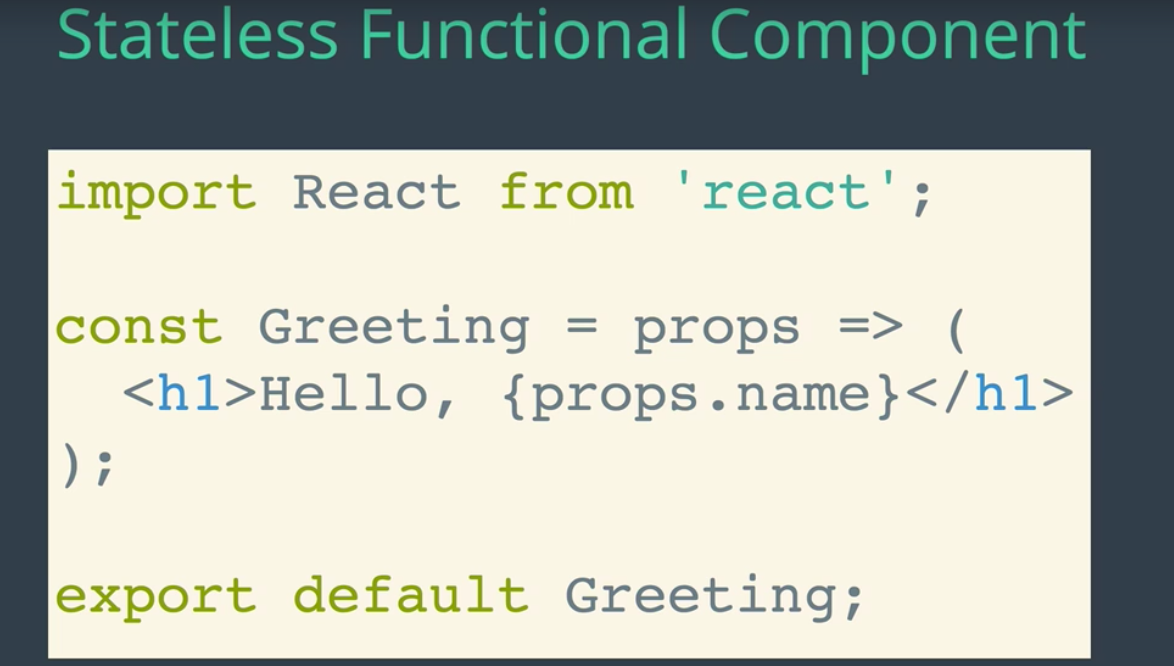 Stateless Functional Component
import React from 'react';
const Greeting = props => (
  <h1>Hello, {props.name}</h1>
);
export default Greeting;